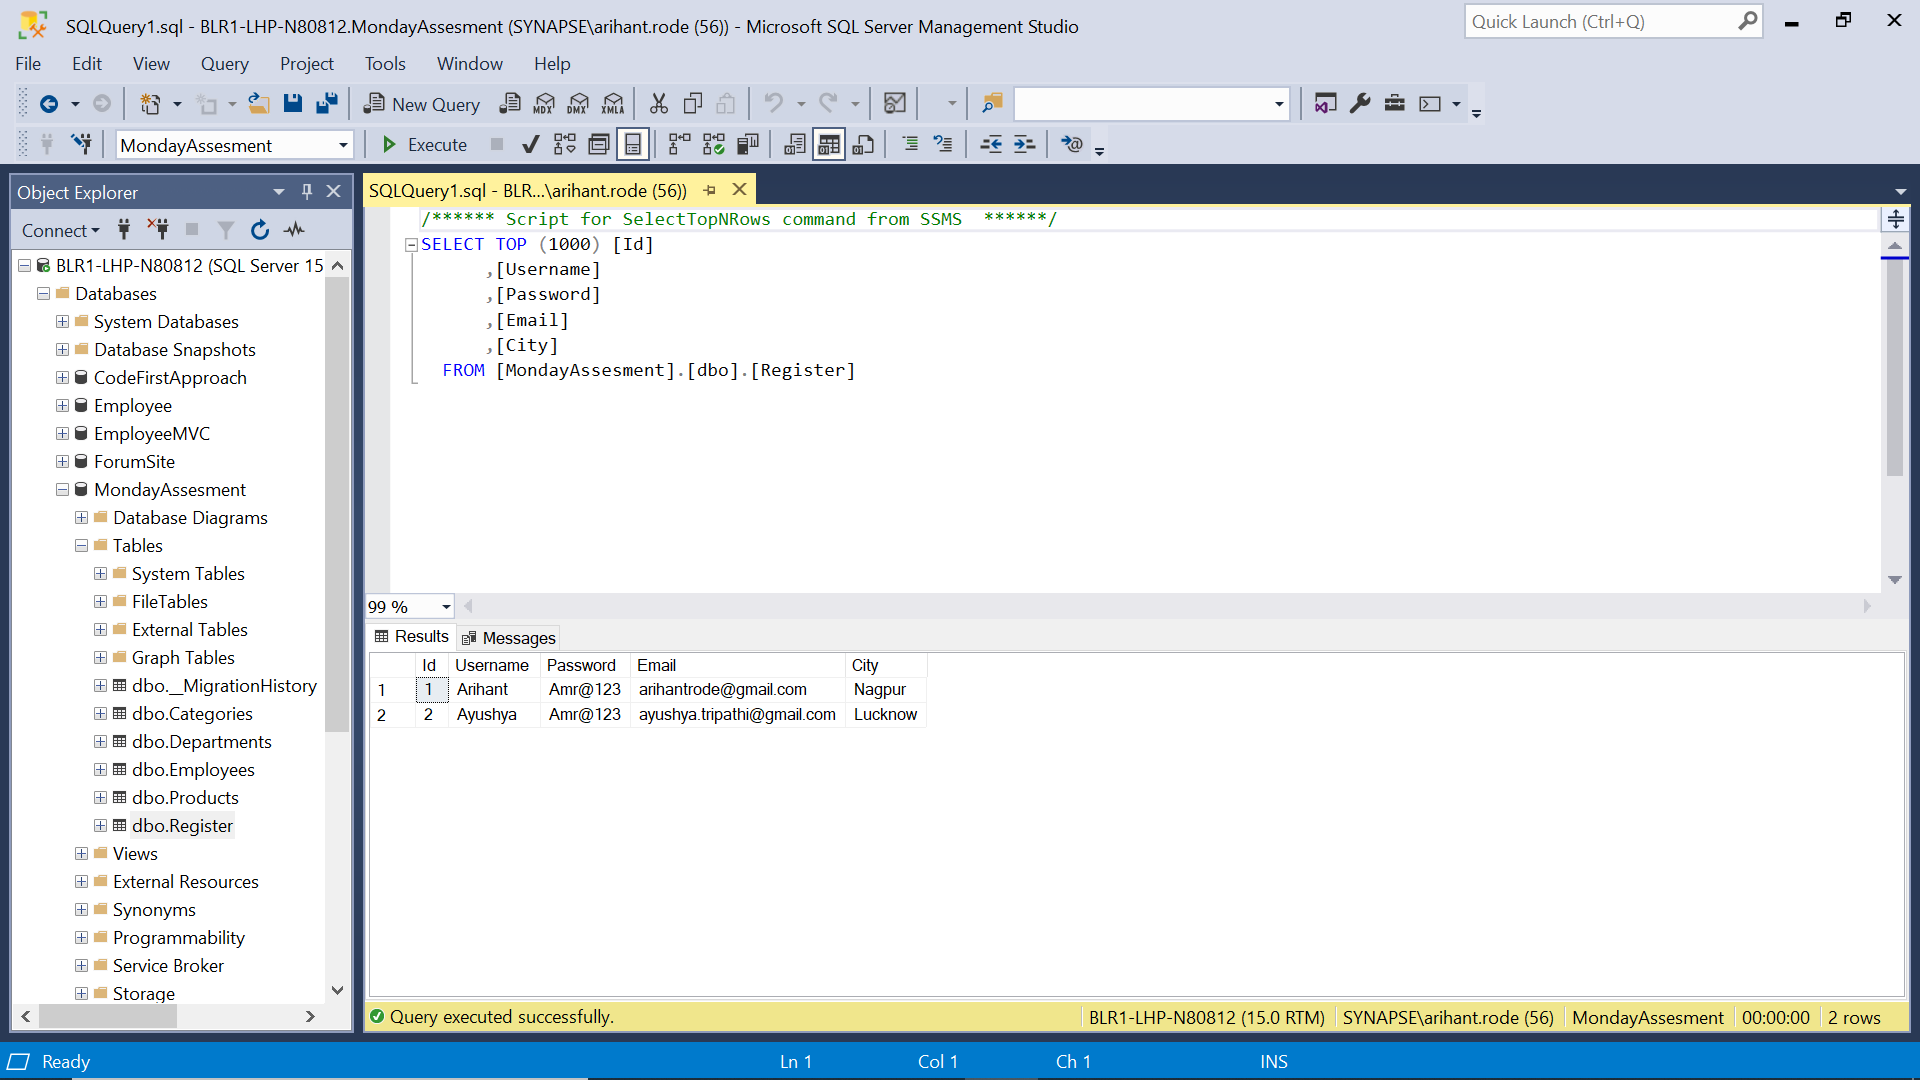 SQLQuery1.sql - BLR1-LHP-N80812.MondayAssesment (SYNAPSE\arihant.rode (56)) - Microsoft SQL Server Management Studio
Quick Launch (Ctrl+Q)
File Edit View Query Project Tools Window Help
New Query MDX DMX XMLA
MondayAssesment Execute
Object Explorer
Connect
BLR1-LHP-N80812 (SQL Server 15
Databases
System Databases
Database Snapshots
CodeFirstApproach
Employee
EmployeeMVC
ForumSite
MondayAssesment
Database Diagrams
Tables
System Tables
FileTables
External Tables
Graph Tables
dbo.__MigrationHistory
dbo.Categories
dbo.Departments
dbo.Employees
dbo.Products
dbo.Register
Views
External Resources
Synonyms
Programmability
Service Broker
Storage
SQLQuery1.sql - BLR...\arihant.rode (56))
/****** Script for SelectTopNRows command from SSMS  ******/
SELECT TOP (1000) [Id]
,[Username]
,[Password]
,[Email]
,[City]
FROM [MondayAssesment].[dbo].[Register]
99 %
Results Messages
Id Username Password Email City
1 1 Arihant Amr@123 arihantrode@gmail.com Nagpur
2 2 Ayushya Amr@123 ayushya.tripathi@gmail.com Lucknow
Query executed successfully. BLR1-LHP-N80812 (15.0 RTM) SYNAPSE\arihant.rode (56) MondayAssesment 00:00:00 2 rows
Ready Ln 1 Col 1 Ch 1 INS